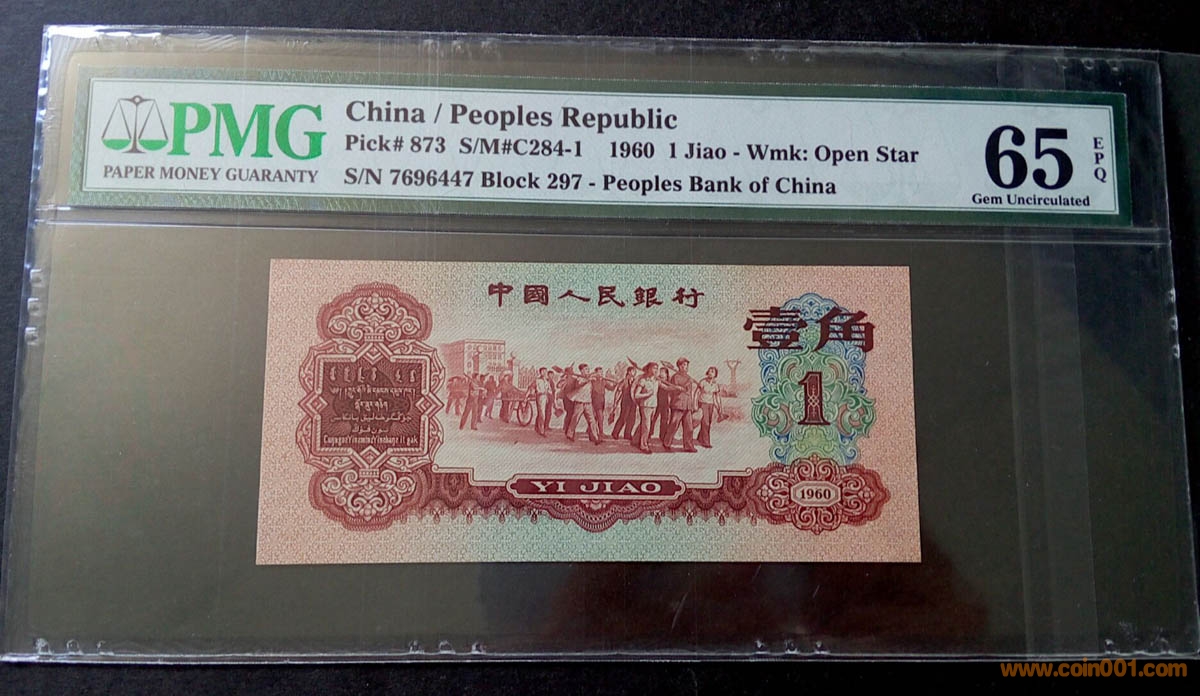 PMG
PAPER MONEY GUARANTY
China / Peoples Republic
Pick# 873 S/M#C284-1 1960 1 Jiao - Wmk: Open Star
S/N 7696447 Block 297 - Peoples Bank of China
65
EPQ
Gem Uncirculated
中國人民銀行
壹角
1
YI JIAO
1960
www.coin001.com